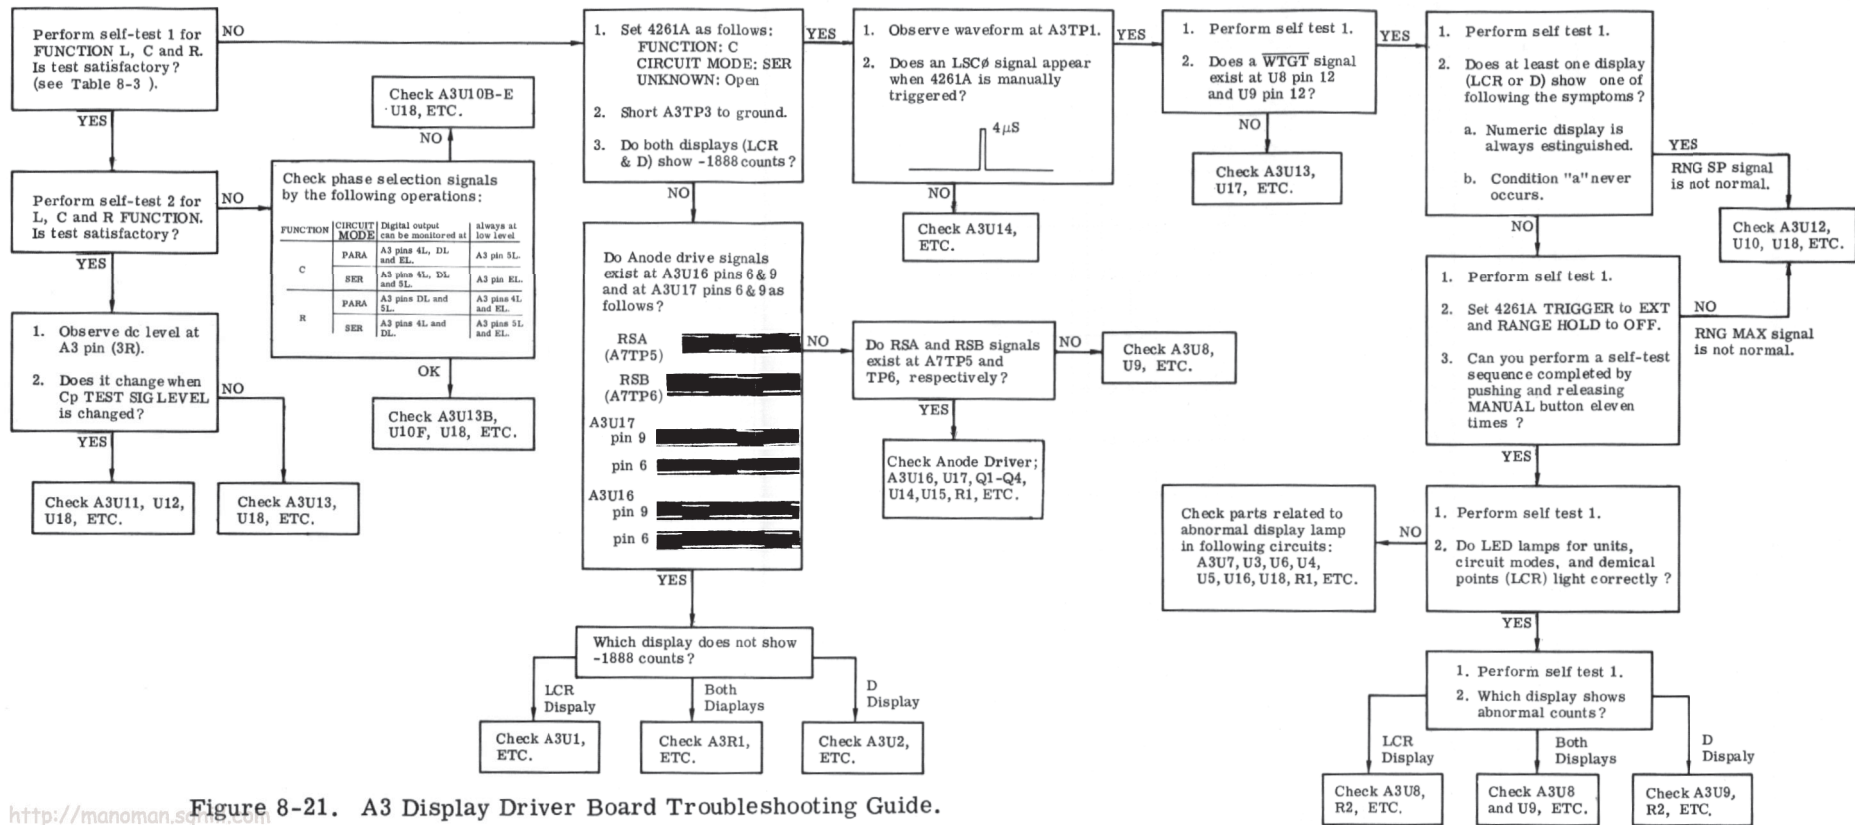 Perform self-test 1 for
FUNCTION L, C and R.
Is test satisfactory?
(see Table 8-3 ).
NO
YES
Perform self-test 2 for
L, C and R FUNCTION.
Is test satisfactory?
NO
YES
1. Observe dc level at
A3 pin (3R).
2. Does it change when
Cp TEST SIG LEVEL
is changed?
NO
YES
Check A3U11, U12,
U18, ETC.
Check A3U13,
U18, ETC.
Check A3U10B-E
U18, ETC.
NO
Check phase selection signals
by the following operations:
FUNCTION
CIRCUIT
MODE
Digital output
can be monitored at
always at
low level
C
PARA
A3 pins 4L, DL
and EL.
A3 pin 5L.
SER
A3 pins 4L, DL
and 5L.
A3 pin EL.
R
PARA
A3 pins DL and
5L.
A3 pins 4L
and EL.
SER
A3 pins 4L and
DL.
A3 pins 5L
and EL.
OK
Check A3U13B,
U10F, U18, ETC.
1. Set 4261A as follows:
FUNCTION: C
CIRCUIT MODE: SER
UNKNOWN: Open
2. Short A3TP3 to ground.
3. Do both displays (LCR
& D) show -1888 counts?
YES
NO
Do Anode drive signals
exist at A3U16 pins 6 & 9
and at A3U17 pins 6 & 9 as
follows?
RSA
(A7TP5)
RSB
(A7TP6)
A3U17
pin 9
pin 6
A3U16
pin 9
pin 6
NO
YES
Which display does not show
-1888 counts?
LCR
Dispaly
Both
Diaplays
D
Display
Check A3U1,
ETC.
Check A3R1,
ETC.
Check A3U2,
ETC.
1. Observe waveform at A3TP1.
2. Does an LSCø signal appear
when 4261A is manually
triggered?
4μS
YES
NO
Check A3U14,
ETC.
Do RSA and RSB signals
exist at A7TP5 and
TP6, respectively?
NO
Check A3U8,
U9, ETC.
YES
Check Anode Driver;
A3U16, U17, Q1-Q4,
U14, U15, R1, ETC.
1. Perform self test 1.
2. Does a WTGT signal
exist at U8 pin 12
and U9 pin 12?
YES
NO
Check A3U13,
U17, ETC.
1. Perform self test 1.
2. Does at least one display
(LCR or D) show one of
following the symptoms?
a. Numeric display is
always estinguished.
b. Condition "a" never
occurs.
YES
RNG SP signal
is not normal.
Check A3U12,
U10, U18, ETC.
NO
1. Perform self test 1.
2. Set 4261A TRIGGER to EXT
and RANGE HOLD to OFF.
3. Can you perform a self-test
sequence completed by
pushing and releasing
MANUAL button eleven
times ?
NO
RNG MAX signal
is not normal.
YES
1. Perform self test 1.
2. Do LED lamps for units,
circuit modes, and demical
points (LCR) light correctly ?
NO
Check parts related to
abnormal display lamp
in following circuits:
A3U7, U3, U6, U4,
U5, U16, U18, R1, ETC.
YES
1. Perform self test 1.
2. Which display shows
abnormal counts?
LCR
Display
Both
Displays
D
Dispaly
Check A3U8,
R2, ETC.
Check A3U8
and U9, ETC.
Check A3U9,
R2, ETC.
Figure 8-21. A3 Display Driver Board Troubleshooting Guide.